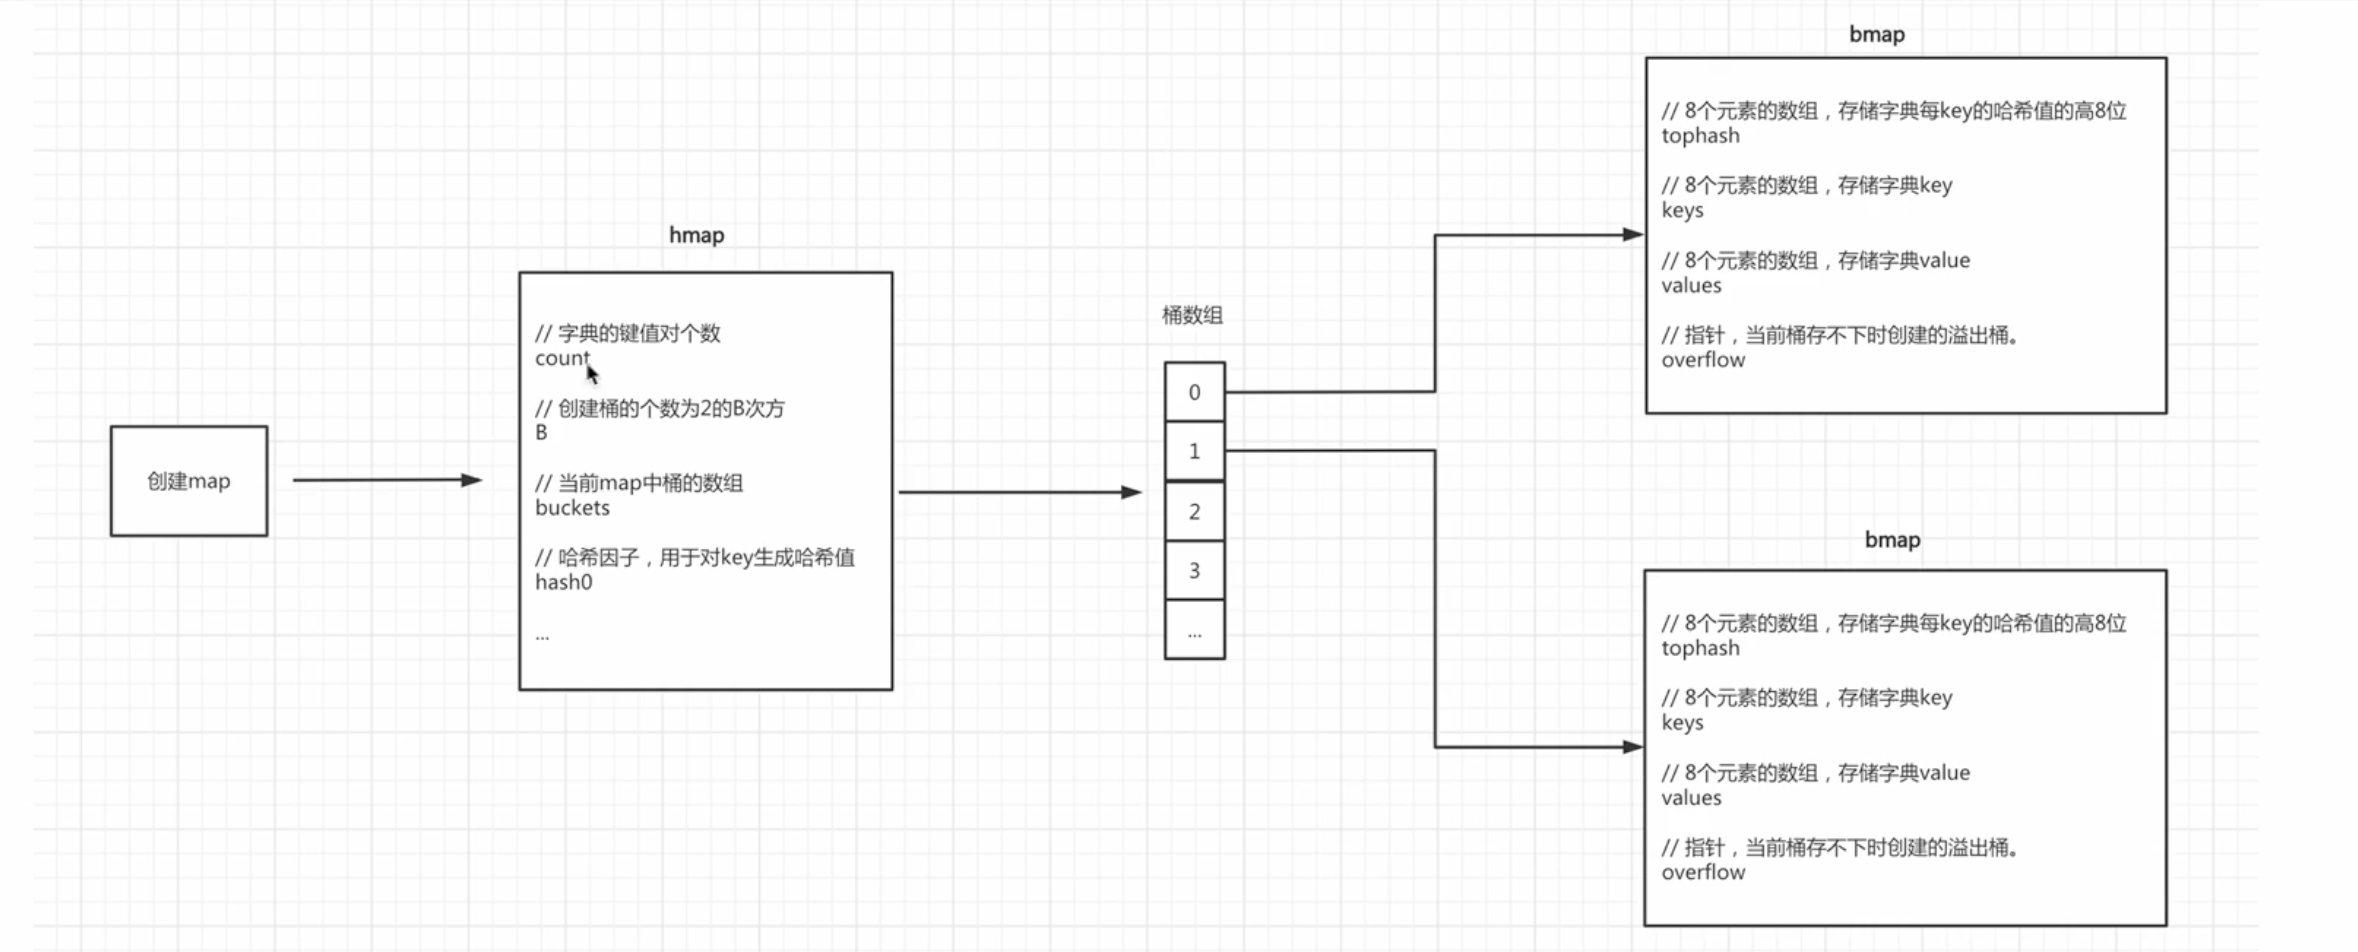 创建map
hmap
// 字典的键值对个数
count
// 创建桶的个数为2的B次方
B
// 当前map中桶的数组
buckets
// 哈希因子，用于对key生成哈希值
hash0
...
桶数组
0
1
2
3
...
bmap
// 8个元素的数组，存储字典每key的哈希值的高8位
tophash
// 8个元素的数组，存储字典key
keys
// 8个元素的数组，存储字典value
values
// 指针，当前桶存不下时创建的溢出桶。
overflow
bmap
// 8个元素的数组，存储字典每key的哈希值的高8位
tophash
// 8个元素的数组，存储字典key
keys
// 8个元素的数组，存储字典value
values
// 指针，当前桶存不下时创建的溢出桶。
overflow